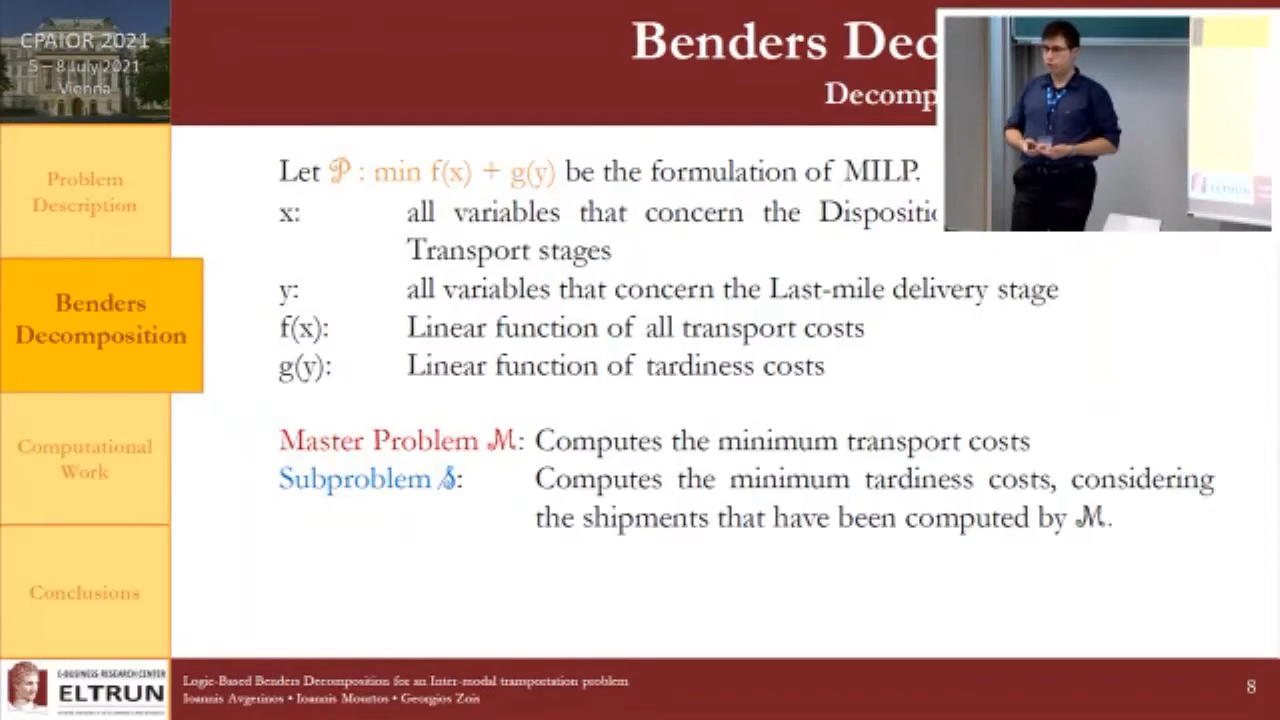 CPAIOR 2021
5 – 8 July 2021
Vienna
Benders Dec
Decomp
Problem
Description
Benders
Decomposition
Computational
Work
Conclusions
Let 𝒫 : min f(x) + g(y) be the formulation of MILP.
x: all variables that concern the Dispositi
Transport stages
y: all variables that concern the Last-mile delivery stage
f(x): Linear function of all transport costs
g(y): Linear function of tardiness costs
Master Problem ℳ: Computes the minimum transport costs
Subproblem 𝒮: Computes the minimum tardiness costs, considering
the shipments that have been computed by ℳ.
E-BUSINESS RESEARCH CENTER
ELTRUN
Logic-Based Benders Decomposition for an Inter-modal transportation problem
Ioannis Avgerinos • Ioannis Mourtos • Georgios Zois
8